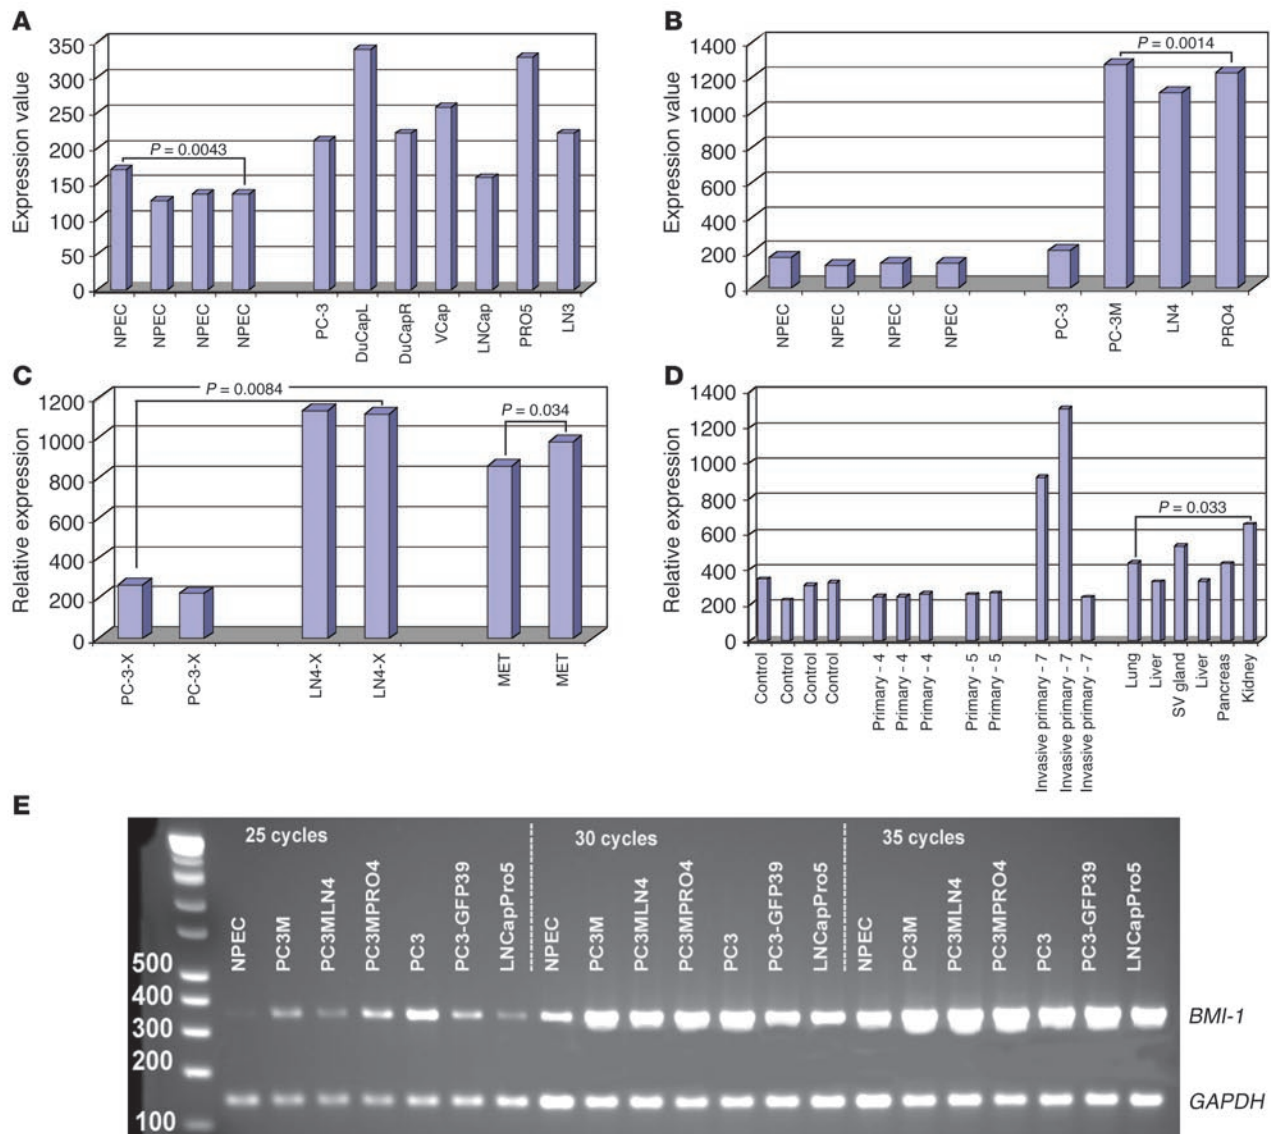 A
Expression value
350
300
250
200
150
100
50
0
P = 0.0043
NPEC
NPEC
NPEC
NPEC
PC-3
DuCapL
DuCapR
VCap
LNCap
PRO5
LN3
B
Expression value
1400
1200
1000
800
600
400
200
0
P = 0.0014
NPEC
NPEC
NPEC
NPEC
PC-3
PC-3M
LN4
PRO4
C
Relative expression
1200
1000
800
600
400
200
0
P = 0.0084
P = 0.034
PC-3-X
PC-3-X
LN4-X
LN4-X
MET
MET
D
Relative expression
1400
1200
1000
800
600
400
200
0
P = 0.033
Control
Control
Control
Control
Primary - 4
Primary - 4
Primary - 4
Primary - 5
Primary - 5
Invasive primary - 7
Invasive primary - 7
Invasive primary - 7
Lung
Liver
SV gland
Liver
Pancreas
Kidney
E
25 cycles
30 cycles
35 cycles
NPEC
PC3M
PC3MLN4
PC3MPRO4
PC3
PC3-GFP39
LNCapPro5
NPEC
PC3M
PC3MLN4
PC3MPRO4
PC3
PC3-GFP39
LNCapPro5
NPEC
PC3M
PC3MLN4
PC3MPRO4
PC3
PC3-GFP39
LNCapPro5
500
400
300
200
100
BMI-1
GAPDH